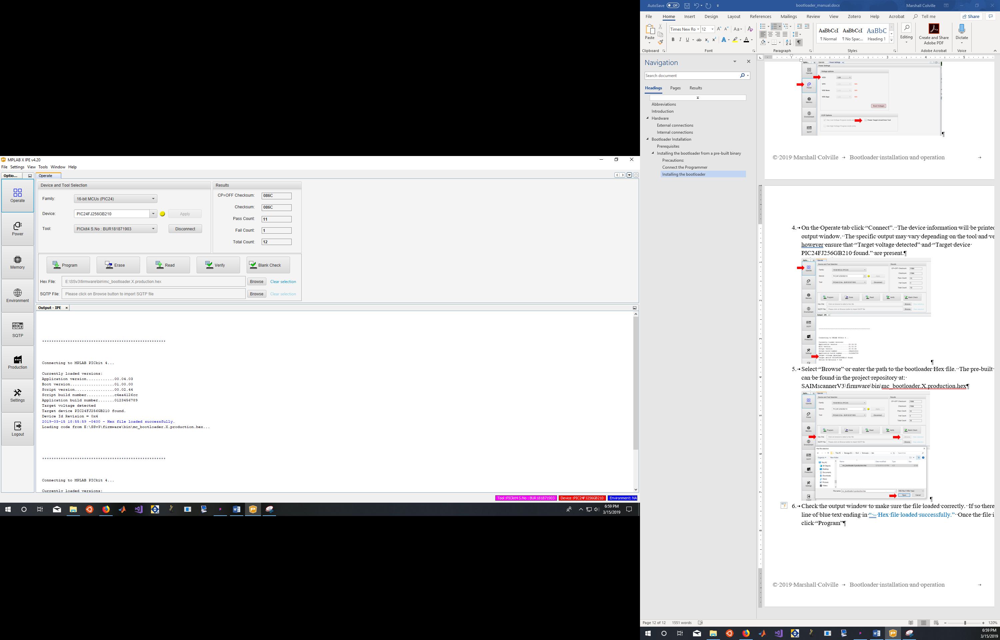 MPLAB X IPE v4.20
File Settings View Tools Window Help
Optio...
Operate
Power
Memory
Environment
SQTP
Production
Settings
Logout
Operate
Device and Tool Selection
Family: 16-bit MCUs (PIC24)
Device: PIC24FJ256GB210 Apply
Tool: PICkit4 S.No : BUR181871903 Disconnect
Results
CP=OFF Checksum: 086C
Checksum: 086C
Pass Count: 11
Fail Count: 1
Total Count: 12
Program Erase Read Verify Blank Check
Hex File: E:\SSv3\firmware\bin\mc_bootloader.X.production.hex Browse Clear selection
SQTP File: Please click on Browse button to import SQTP file Browse Clear selection
Output - IPE ×
*****************************************************
Connecting to MPLAB PICkit 4...
Currently loaded versions:
Application version............00.04.03
Boot version...................01.00.00
Script version.................00.02.44
Script build number............c4ea4126cc
Application build number.......0123456789
Target voltage detected
Target device PIC24FJ256GB210 found.
Device Id Revision = 0x4
2019-03-15 18:55:59 -0400 - Hex file loaded successfully.
Loading code from E:\SSv3\firmware\bin\mc_bootloader.X.production.hex...
*****************************************************
Connecting to MPLAB PICkit 4...
Currently loaded versions:
Tool :PICkit4 S.No : BUR181871903 Device :PIC24FJ256GB210 Environment: NA
6:59 PM
3/15/2019
AutoSave Off bootloader_manual.docx Marshall Colville
File Home Insert Design Layout References Mailings Review View Zotero Help Acrobat Tell me Share
Paste
Clipboard
Times New Ro 12
Font
Paragraph
AaBbCcI AaBbCcI AaBbC
¶ Normal ¶ No Spac... Heading 1
Styles
Editing
Create and Share Adobe PDF
Adobe Acrobat
Dictate
Voice
Navigation
Search document
Headings Pages Results
Abbreviations
Introduction
Hardware
External connections
Internal connections
Bootloader Installation
Prerequisites
Installing the bootloader from a pre-built binary
Precautions:
Connect the Programmer
Installing the bootloader
Power Settings
Voltage options
VDD:
VPP:
VDD Nom:
VDD App:
Reset Voltages
Power Target circuit from Tool
© 2019 Marshall Colville Bootloader installation and operation
4. On the Operate tab click “Connect”. The device information will be printed
output window. The specific output may vary depending on the tool and ve
however ensure that “Target voltage detected” and “Target device
PIC24FJ256GB210 found.” are present.¶
5. Select “Browse” or enter the path to the bootloader Hex file. The pre-built
can be found in the project repository at:
SAIMscannerV3\firmware\bin\mc_bootloader.X.production.hex¶
6. Check the output window to make sure the file loaded correctly. If so there
line of blue text ending in “ – Hex file loaded successfully.” Once the file i
click “Program”¶
© 2019 Marshall Colville Bootloader installation and operation
Page 12 of 12 1551 words 120%
6:59 PM
3/15/2019